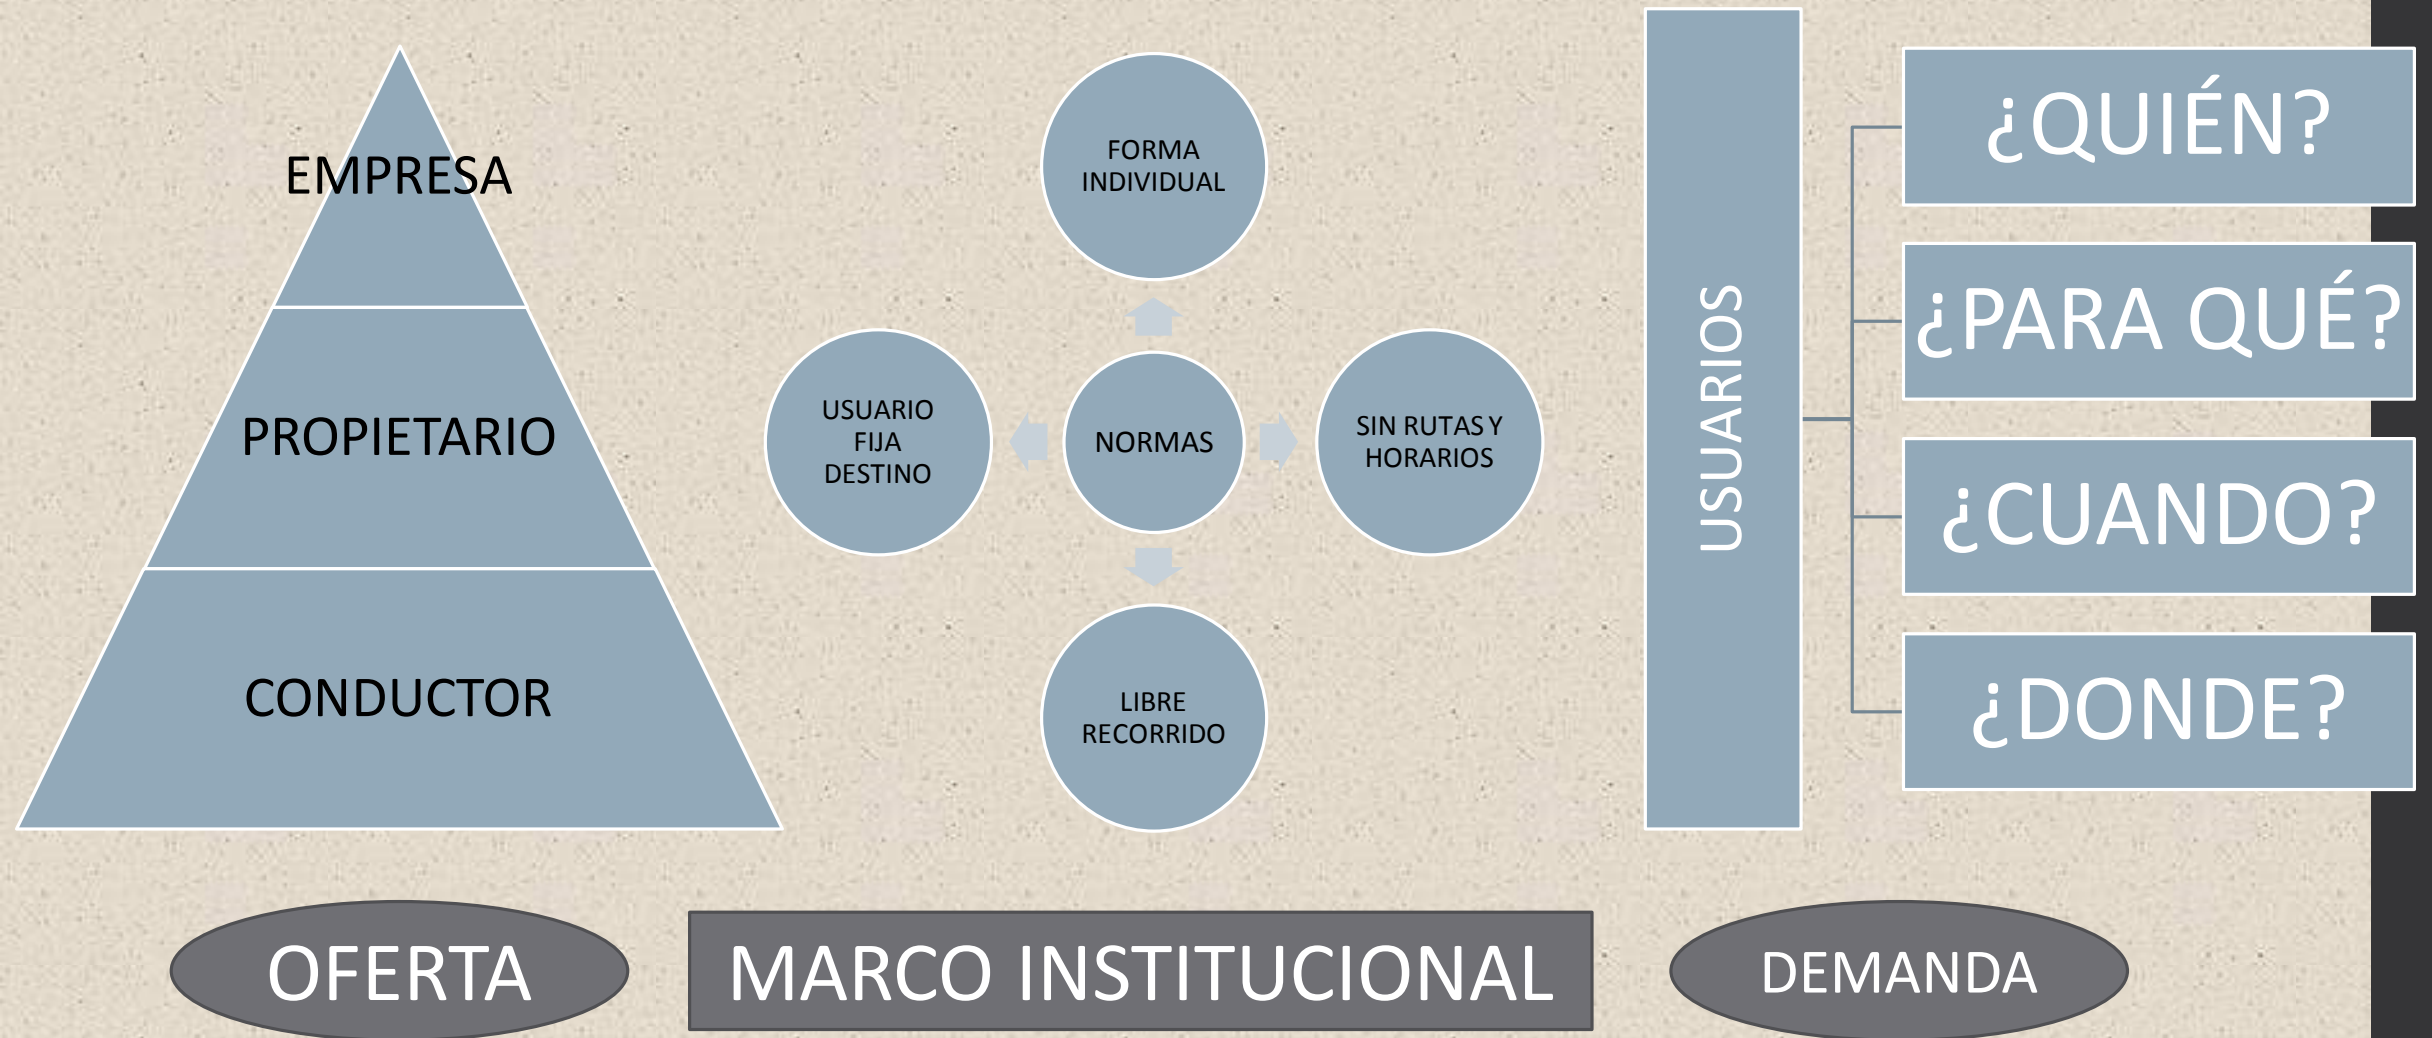 EMPRESA
PROPIETARIO
CONDUCTOR
FORMA
INDIVIDUAL
USUARIO
FIJA
DESTINO
NORMAS
SIN RUTAS Y
HORARIOS
LIBRE
RECORRIDO
USUARIOS
¿QUIÉN?
¿PARA QUÉ?
¿CUANDO?
¿DONDE?
OFERTA
MARCO INSTITUCIONAL
DEMANDA